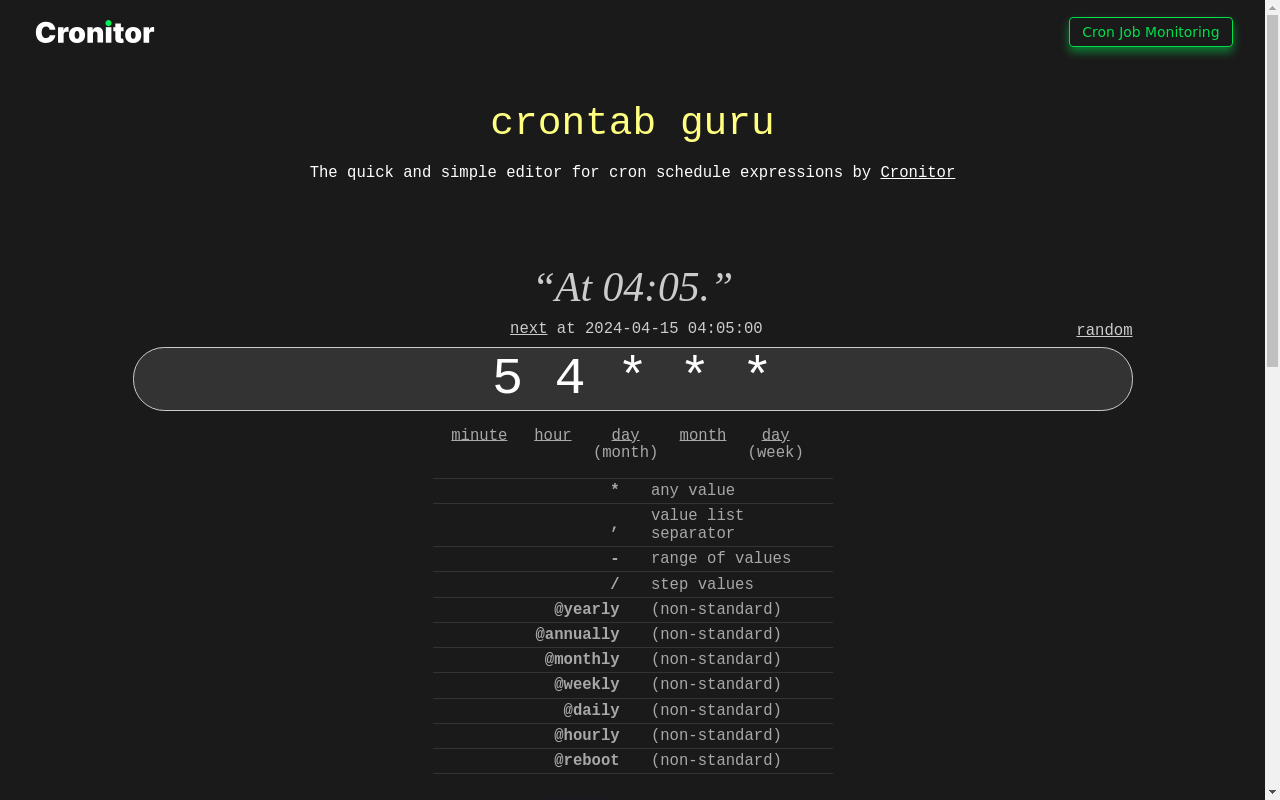 Cronitor
Cron Job Monitoring
crontab guru
The quick and simple editor for cron schedule expressions by Cronitor
“At 04:05.”
next at 2024-04-15 04:05:00
random
5 4 * * *
minute hour day (month) month day (week)
* any value
, value list separator
- range of values
/ step values
@yearly (non-standard)
@annually (non-standard)
@monthly (non-standard)
@weekly (non-standard)
@daily (non-standard)
@hourly (non-standard)
@reboot (non-standard)